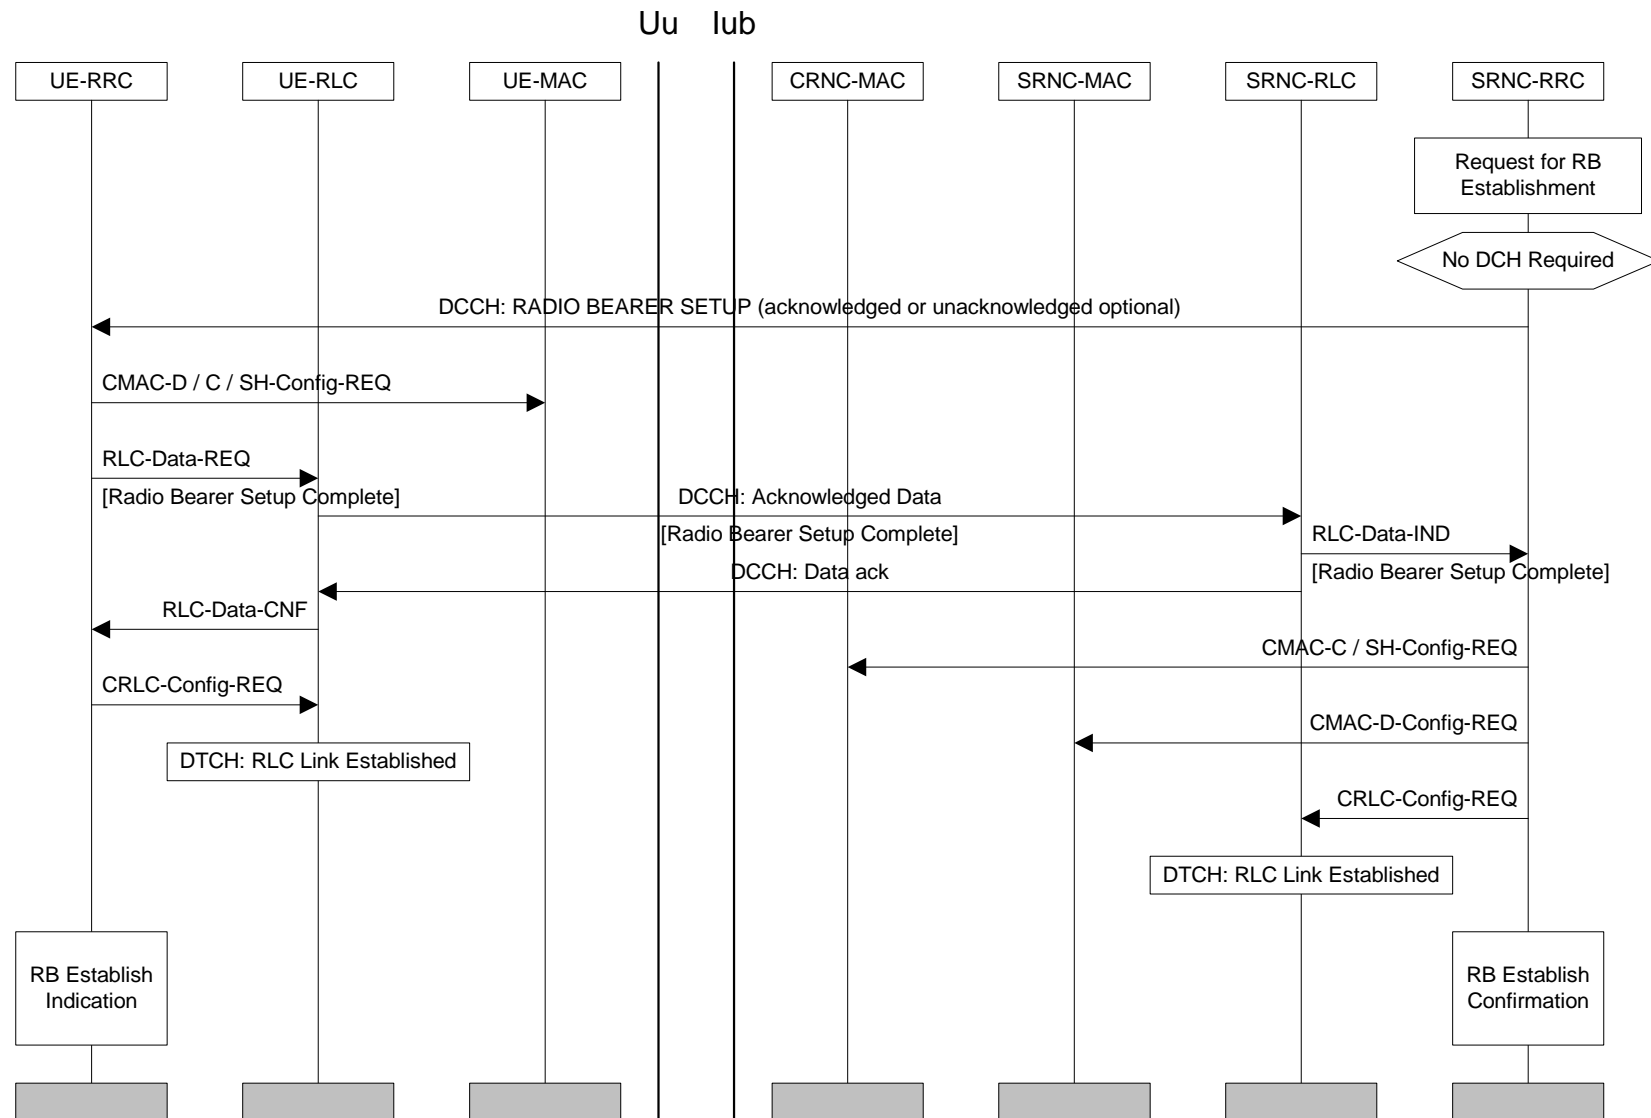 Uu Iub
UE-RRC UE-RLC UE-MAC CRNC-MAC SRNC-MAC SRNC-RLC SRNC-RRC
Request for RB
Establishment
No DCH Required
DCCH: RADIO BEARER SETUP (acknowledged or unacknowledged optional)
CMAC-D / C / SH-Config-REQ
RLC-Data-REQ
[Radio Bearer Setup Complete]
DCCH: Acknowledged Data
[Radio Bearer Setup Complete]
RLC-Data-IND
[Radio Bearer Setup Complete]
DCCH: Data ack
RLC-Data-CNF
CMAC-C / SH-Config-REQ
CRLC-Config-REQ
CMAC-D-Config-REQ
DTCH: RLC Link Established
CRLC-Config-REQ
DTCH: RLC Link Established
RB Establish
Indication
RB Establish
Confirmation